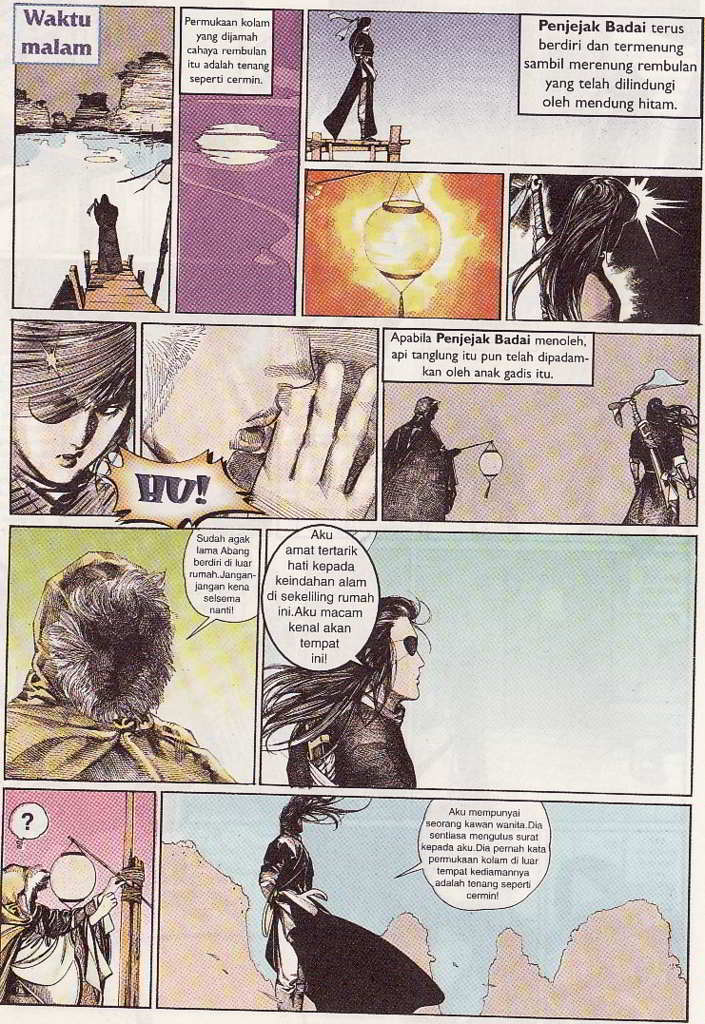 Waktu
malam
Permukaan kolam
yang dijamah
cahaya rembulan
itu adalah tenang
seperti cermin.
Penjejak Badai terus
berdiri dan termenung
sambil merenung rembulan
yang telah dilindungi
oleh mendung hitam.
HU!
Apabila Penjejak Badai menoleh,
api tanglung itu pun telah dipadam-
kan oleh anak gadis itu.
Sudah agak
lama Abang
berdiri di luar
rumah.Jangan-
jangan kena
selsema
nanti!
Aku
amat tertarik
hati kepada
keindahan alam
di sekeliling rumah
ini.Aku macam
kenal akan
tempat
ini!
?
Aku mempunyai
seorang kawan wanita.Dia
sentiasa mengutus surat
kepada aku.Dia pernah kata
permukaan kolam di luar
tempat kediamannya
adalah tenang seperti
cermin!